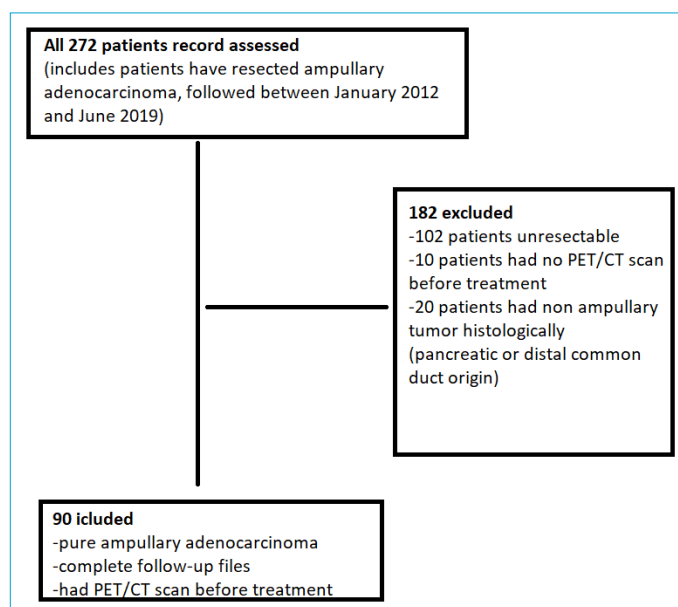 All 272 patients record assessed
(includes patients have resected ampullary
adenocarcinoma, followed between January 2012
and June 2019)
182 excluded
-102 patients unresectable
-10 patients had no PET/CT scan
before treatment
-20 patients had non ampullary
tumor histologically
(pancreatic or distal common
duct origin)
90 icluded
-pure ampullary adenocarcinoma
-complete follow-up files
-had PET/CT scan before treatment